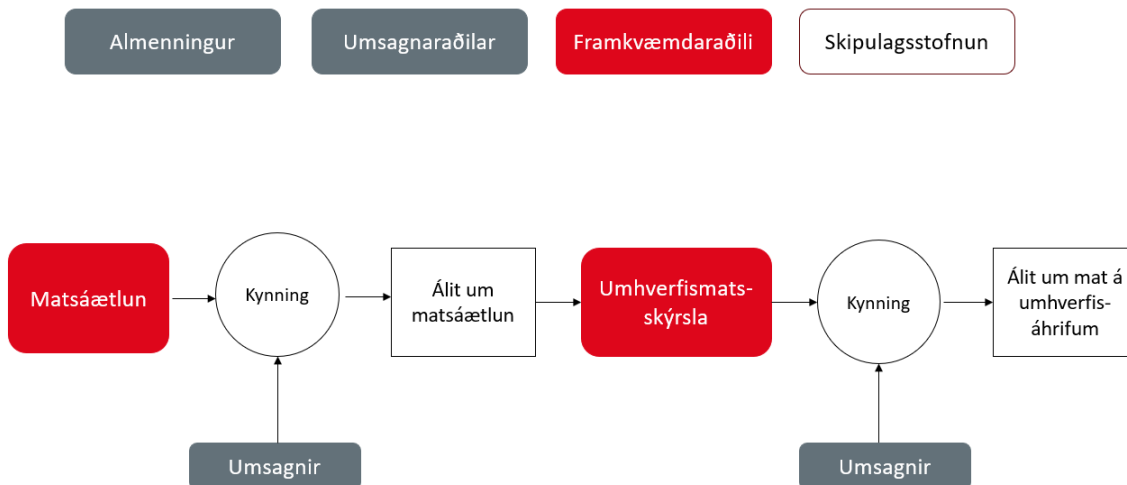 Almenningur
Umsagnaraðilar
Framkvæmdaraðili
Skipulagsstofnun
Matsáætlun
Kynning
Álit um
matsáætlun
Umhverfismats-
skýrsla
Kynning
Álit um mat á
umhverfis-
áhrifum
Umsagnir
Umsagnir